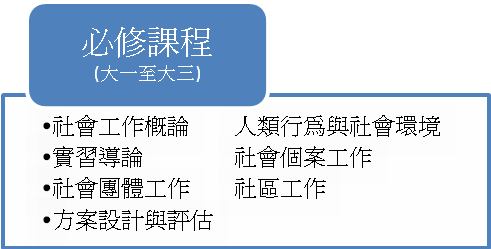 必修課程
(大一至大三)
•社會工作概論 人類行為與社會環境
•實習導論 社會個案工作
•社會團體工作 社區工作
•方案設計與評估